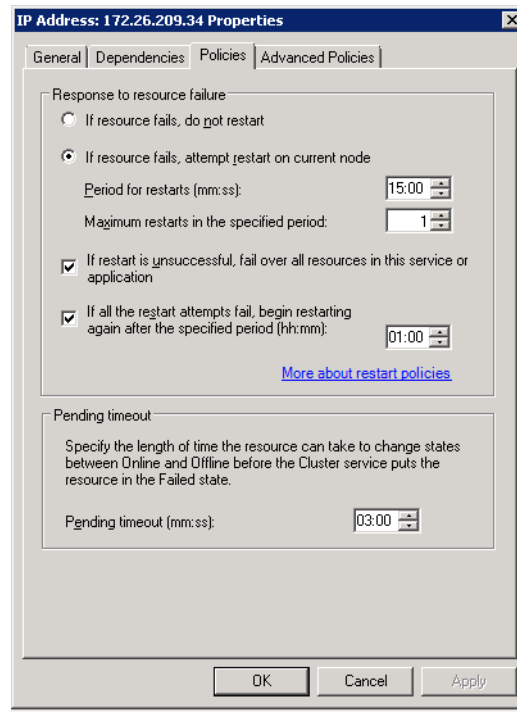 IP Address: 172.26.209.34 Properties
General
Dependencies
Policies
Advanced Policies
Response to resource failure
If resource fails, do not restart
If resource fails, attempt restart on current node
Period for restarts (mm:ss):
15:00
Maximum restarts in the specified period:
1
If restart is unsuccessful, fail over all resources in this service or
application
If all the restart attempts fail, begin restarting
again after the specified period (hh:mm):
01:00
More about restart policies
Pending timeout
Specify the length of time the resource can take to change states
between Online and Offline before the Cluster service puts the
resource in the Failed state.
Pending timeout (mm:ss):
03:00
OK
Cancel
Apply